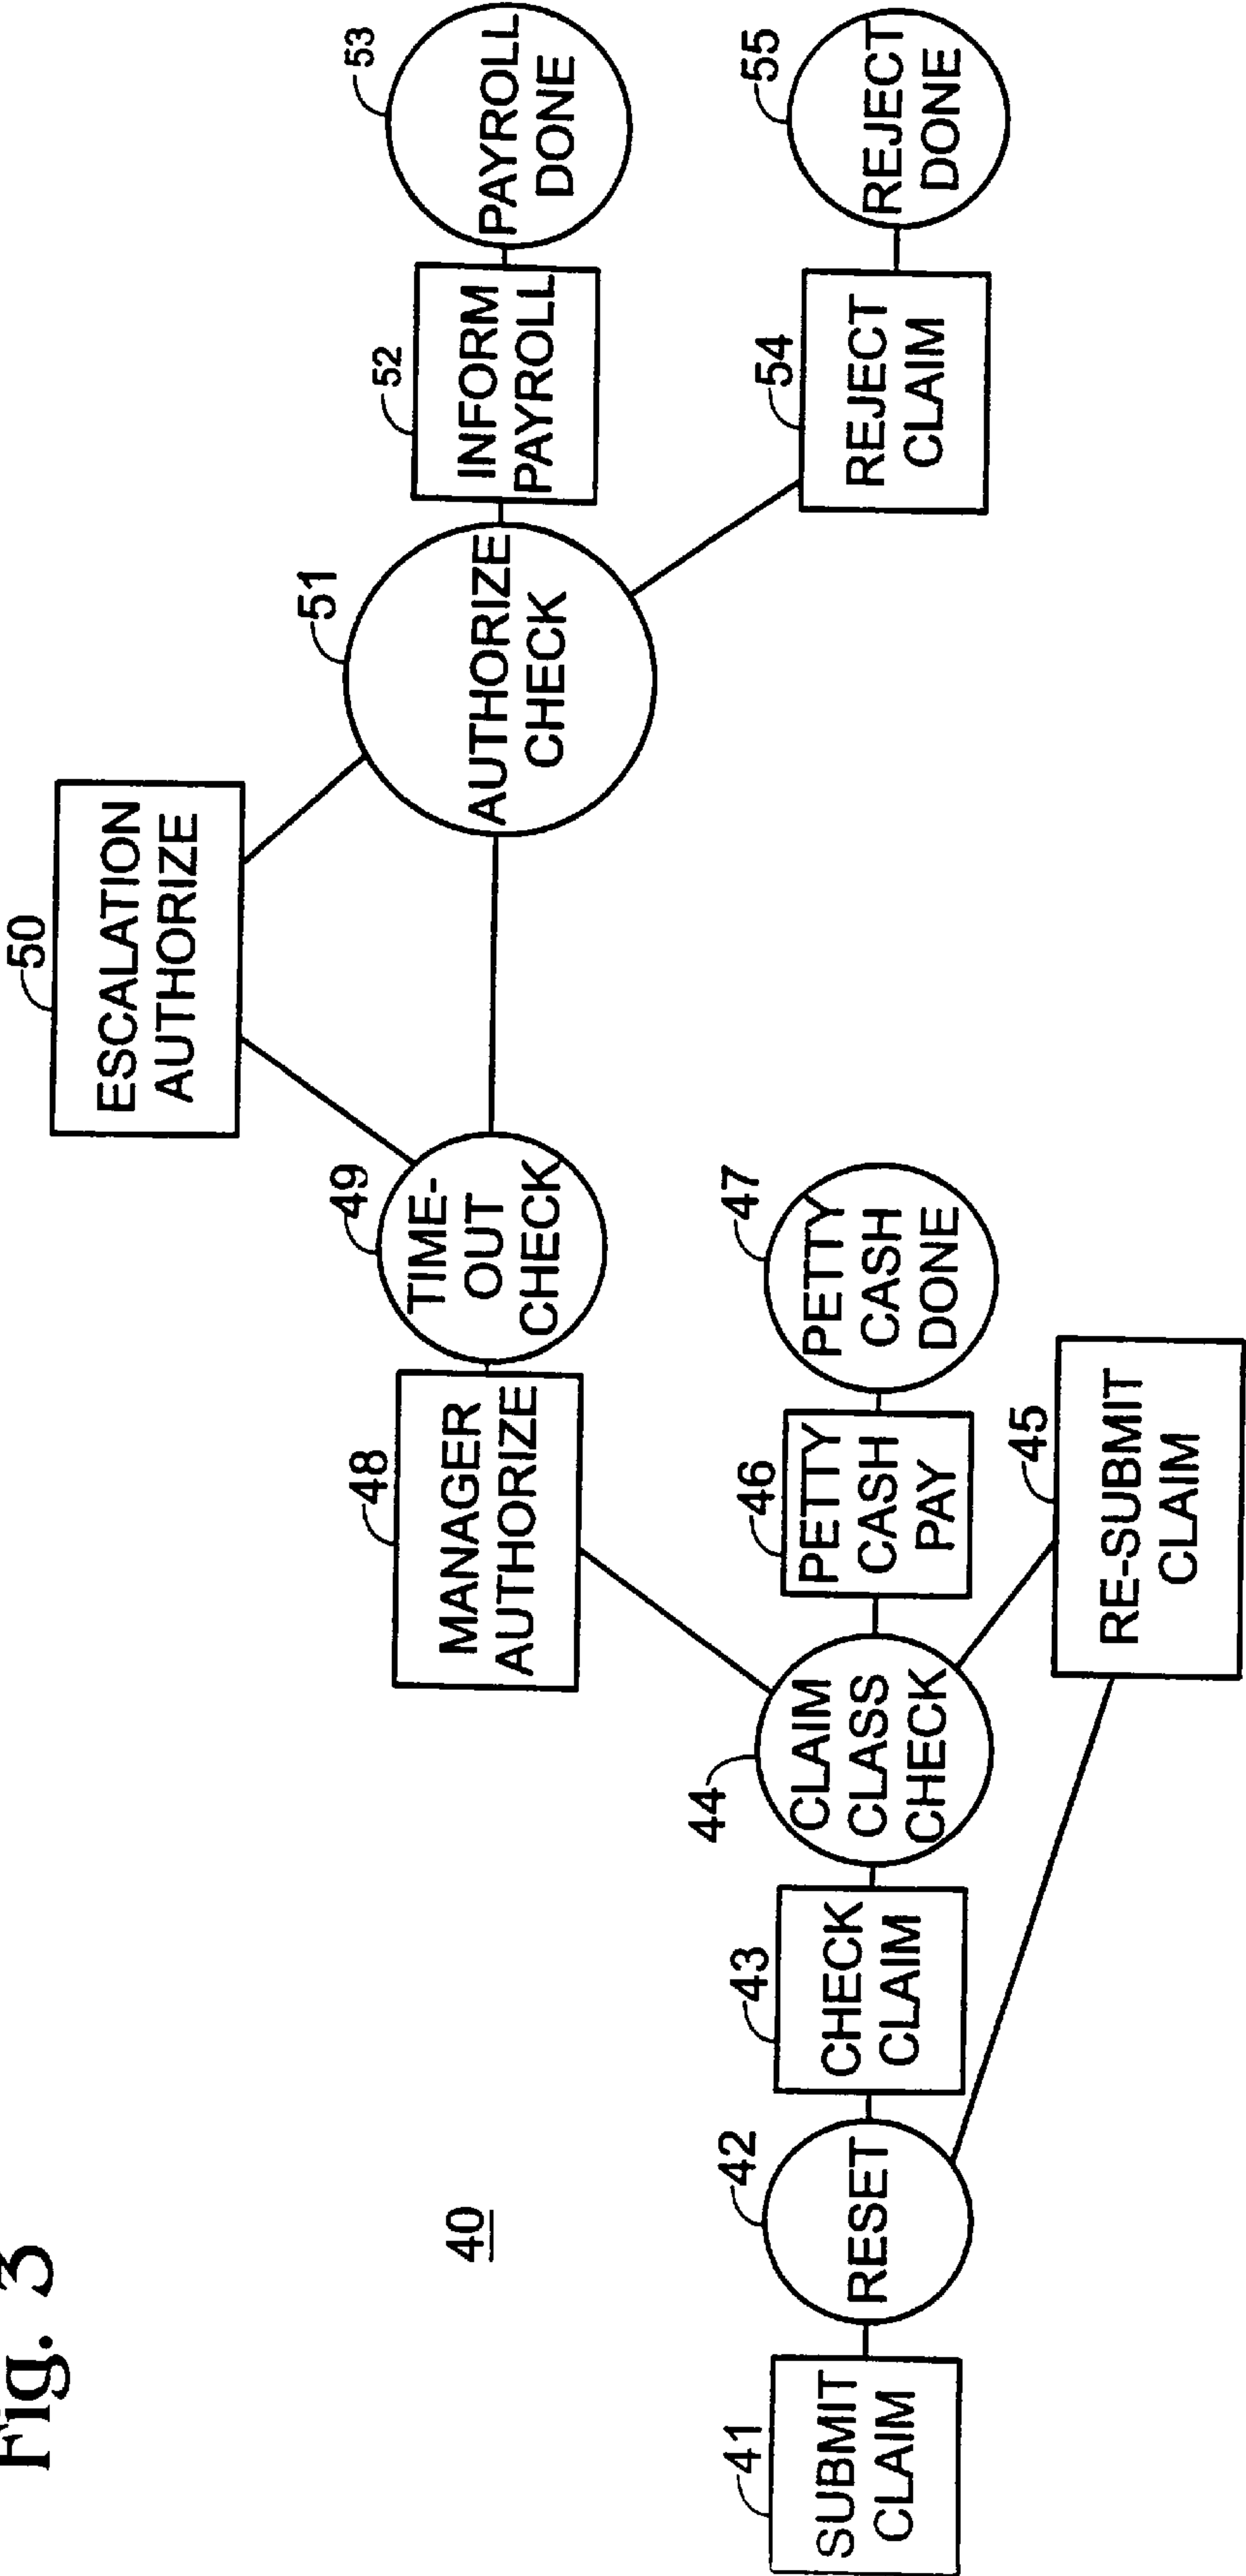 Fig. 3
40
41
SUBMIT
CLAIM
42
RESET
43
CHECK
CLAIM
44
CLAIM
CLASS
CHECK
45
RE-SUBMIT
CLAIM
46
PETTY
CASH
PAY
47
PETTY
CASH
DONE
48
MANAGER
AUTHORIZE
49
TIME-
OUT
CHECK
50
ESCALATION
AUTHORIZE
51
AUTHORIZE
CHECK
52
INFORM
PAYROLL
53
PAYROLL
DONE
54
REJECT
CLAIM
55
REJECT
DONE